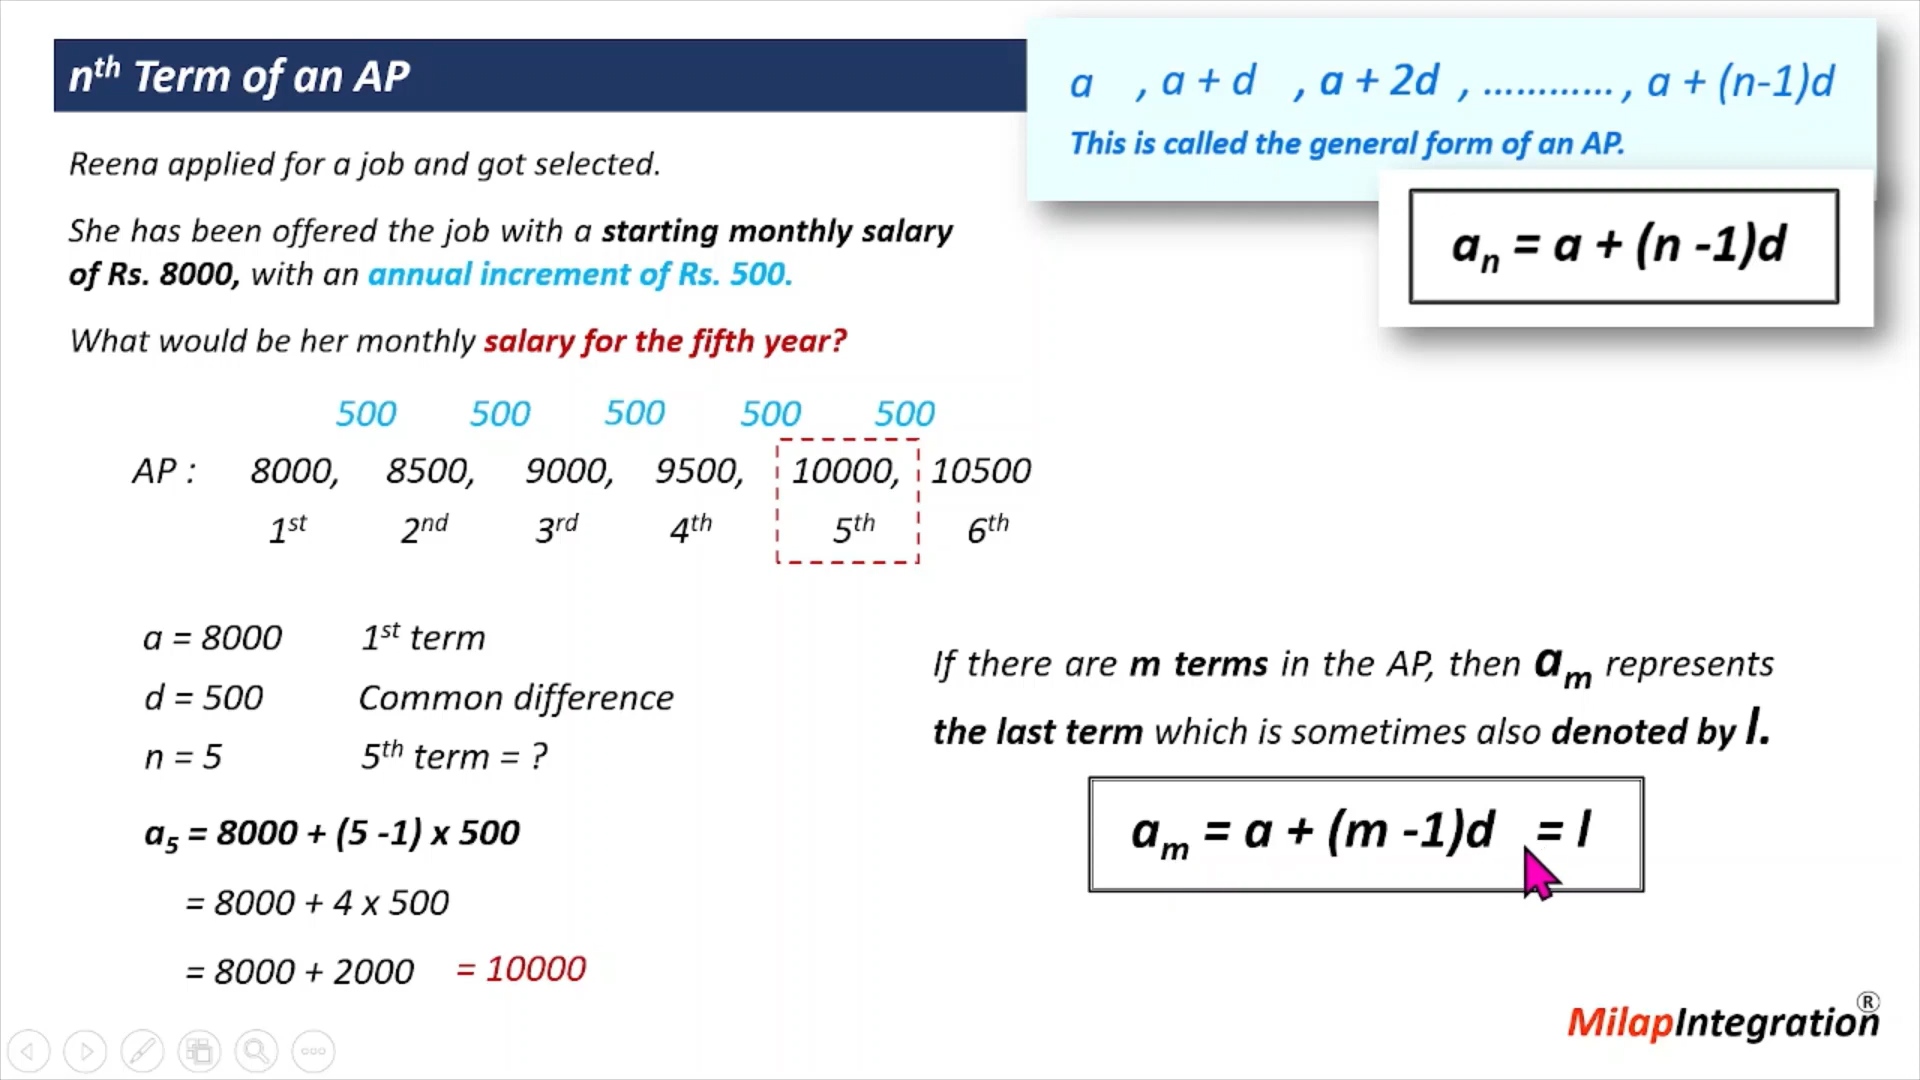 nth Term of an AP
a , a + d , a + 2d , ............, a + (n-1)d
This is called the general form of an AP.
an = a + (n -1)d
Reena applied for a job and got selected.
She has been offered the job with a starting monthly salary
of Rs. 8000, with an annual increment of Rs. 500.
What would be her monthly salary for the fifth year?
500 500 500 500 500
AP : 8000, 8500, 9000, 9500, 10000, 10500
1st 2nd 3rd 4th 5th 6th
a = 8000 1st term
d = 500 Common difference
n = 5 5th term = ?
a5 = 8000 + (5 -1) x 500
= 8000 + 4 x 500
= 8000 + 2000 = 10000
If there are m terms in the AP, then am represents
the last term which is sometimes also denoted by l.
am = a + (m -1)d = l
MilapIntegration®